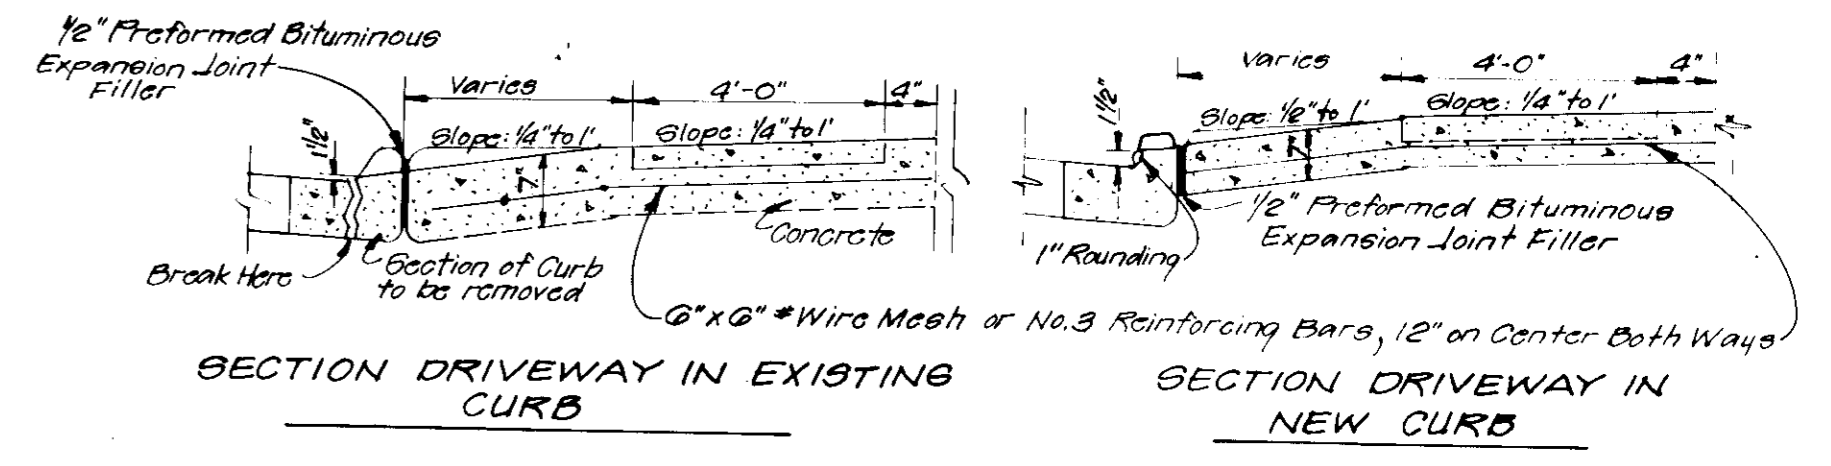 1/2" Preformed Bituminous
Expansion Joint
Filler
Varies
4'-0"
4"
1 1/2"
Slope: 1/4" to 1'
Slope: 1/4" to 1'
7"
Concrete
Break Here
Section of Curb
to be removed
6" x 6" * Wire Mesh or No.3 Reinforcing Bars, 12" on Center Both Ways
SECTION DRIVEWAY IN EXISTING
CURB
Varies
4'-0"
4"
1 1/2"
Slope: 1/2" to 1'
Slope: 1/4" to 1'
7"
1/2" Preformed Bituminous
Expansion Joint Filler
1" Rounding
SECTION DRIVEWAY IN
NEW CURB